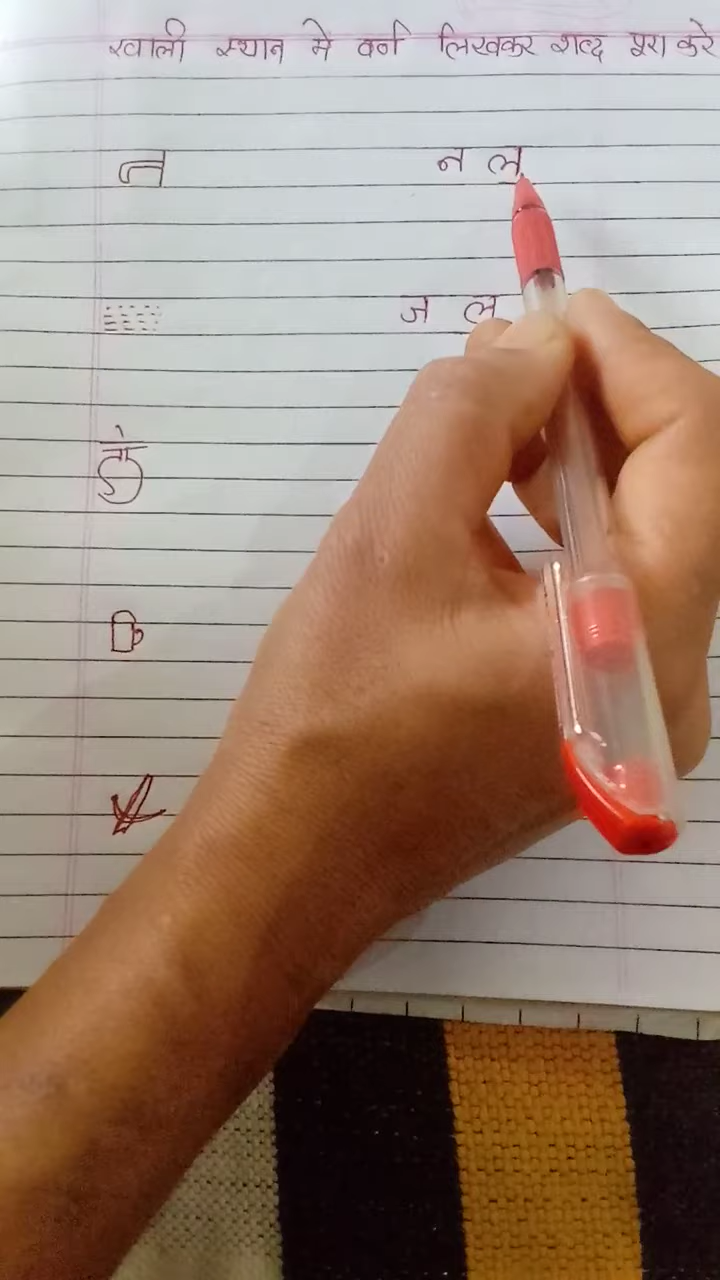 खाली स्थान मे वर्ण लिखकर शब्द पूरा करे
न ल
ज ल